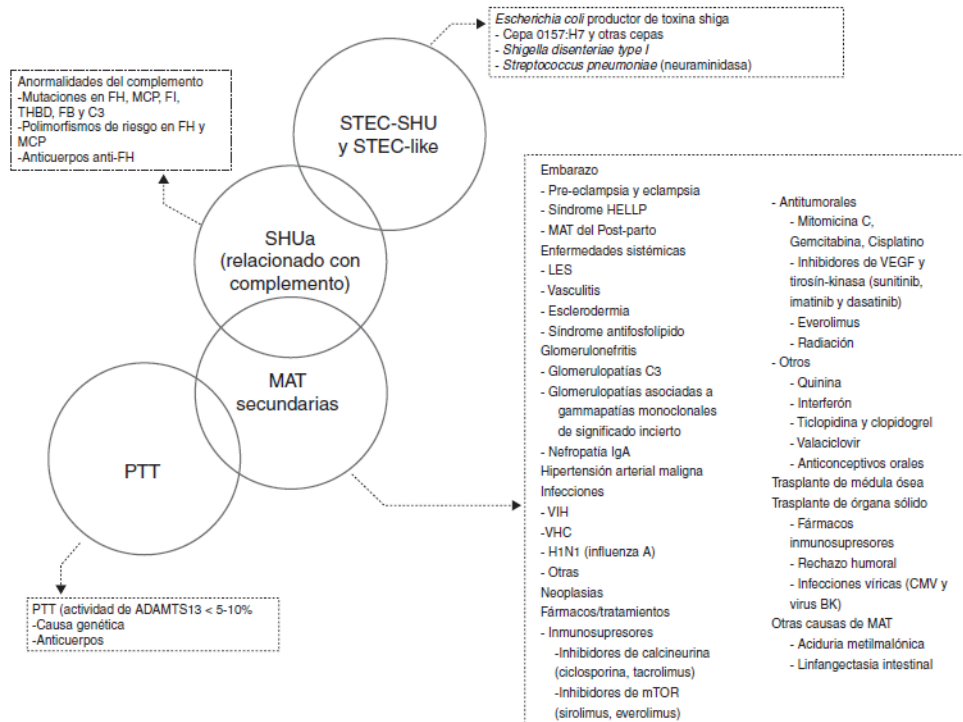 Escherichia coli productor de toxina shiga
- Cepa 0157:H7 y otras cepas
- Shigella disenteriae type I
- Streptococcus pneumoniae (neuraminidasa)
Anormalidades del complemento
-Mutaciones en FH, MCP, FI,
THBD, FB y C3
-Polimorfismos de riesgo en FH y
MCP
-Anticuerpos anti-FH
STEC-SHU
y STEC-like
SHUa
(relacionado con
complemento)
MAT
secundarias
PTT
PTT (actividad de ADAMTS13 < 5-10%
-Causa genética
-Anticuerpos
Embarazo
- Pre-eclampsia y eclampsia
- Síndrome HELLP
- MAT del Post-parto
Enfermedades sistémicas
- LES
- Vasculitis
- Esclerodermia
- Síndrome antifosfolípido
Glomerulonefritis
- Glomerulopatías C3
- Glomerulopatías asociadas a
gammapatías monoclonales
de significado incierto
- Nefropatía IgA
Hipertensión arterial maligna
Infecciones
- VIH
-VHC
- H1N1 (influenza A)
- Otras
Neoplasias
Fármacos/tratamientos
- Inmunosupresores
-Inhibidores de calcineurina
(ciclosporina, tacrolimus)
-Inhibidores de mTOR
(sirolimus, everolimus)
- Antitumorales
- Mitomicina C,
Gemcitabina, Cisplatino
- Inhibidores de VEGF y
tirosín-kinasa (sunitinib,
imatinib y dasatinib)
- Everolimus
- Radiación
- Otros
- Quinina
- Interferón
- Ticlopidina y clopidogrel
- Valaciclovir
- Anticonceptivos orales
Trasplante de médula ósea
Trasplante de órgana sólido
- Fármacos
inmunosupresores
- Rechazo humoral
- Infecciones víricas (CMV y
virus BK)
Otras causas de MAT
- Aciduria metilmalónica
- Linfangectasia intestinal